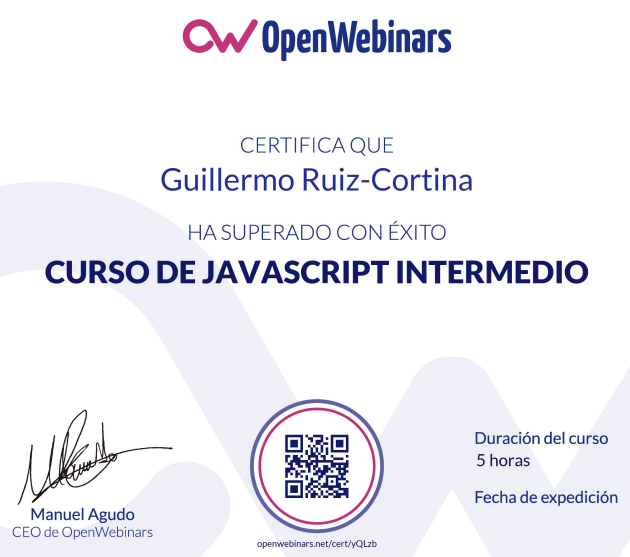 OpenWebinars
CERTIFICA QUE
Guillermo Ruiz-Cortina
HA SUPERADO CON ÉXITO
CURSO DE JAVASCRIPT INTERMEDIO
Manuel Agudo
CEO de OpenWebinars
openwebinars.net/cert/yQLzb
Duración del curso
5 horas
Fecha de expedición